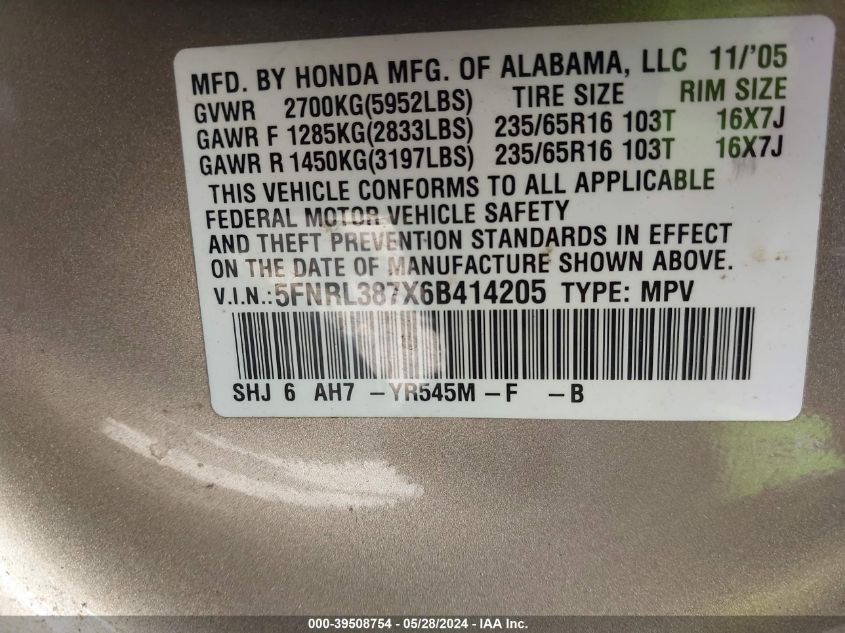 MFD. BY HONDA MFG. OF ALABAMA, LLC 11/'05
GVWR 2700KG(5952LBS) TIRE SIZE RIM SIZE
GAWR F 1285KG(2833LBS) 235/65R16 103T 16X7J
GAWR R 1450KG(3197LBS) 235/65R16 103T 16X7J
THIS VEHICLE CONFORMS TO ALL APPLICABLE
FEDERAL MOTOR VEHICLE SAFETY
AND THEFT PREVENTION STANDARDS IN EFFECT
ON THE DATE OF MANUFACTURE SHOWN ABOVE.
V.I.N.: 5FNRL387X6B414205 TYPE: MPV
SHJ 6 AH7 -YR545M-F -B
000-39508754 - 05/28/2024 - IAA Inc.